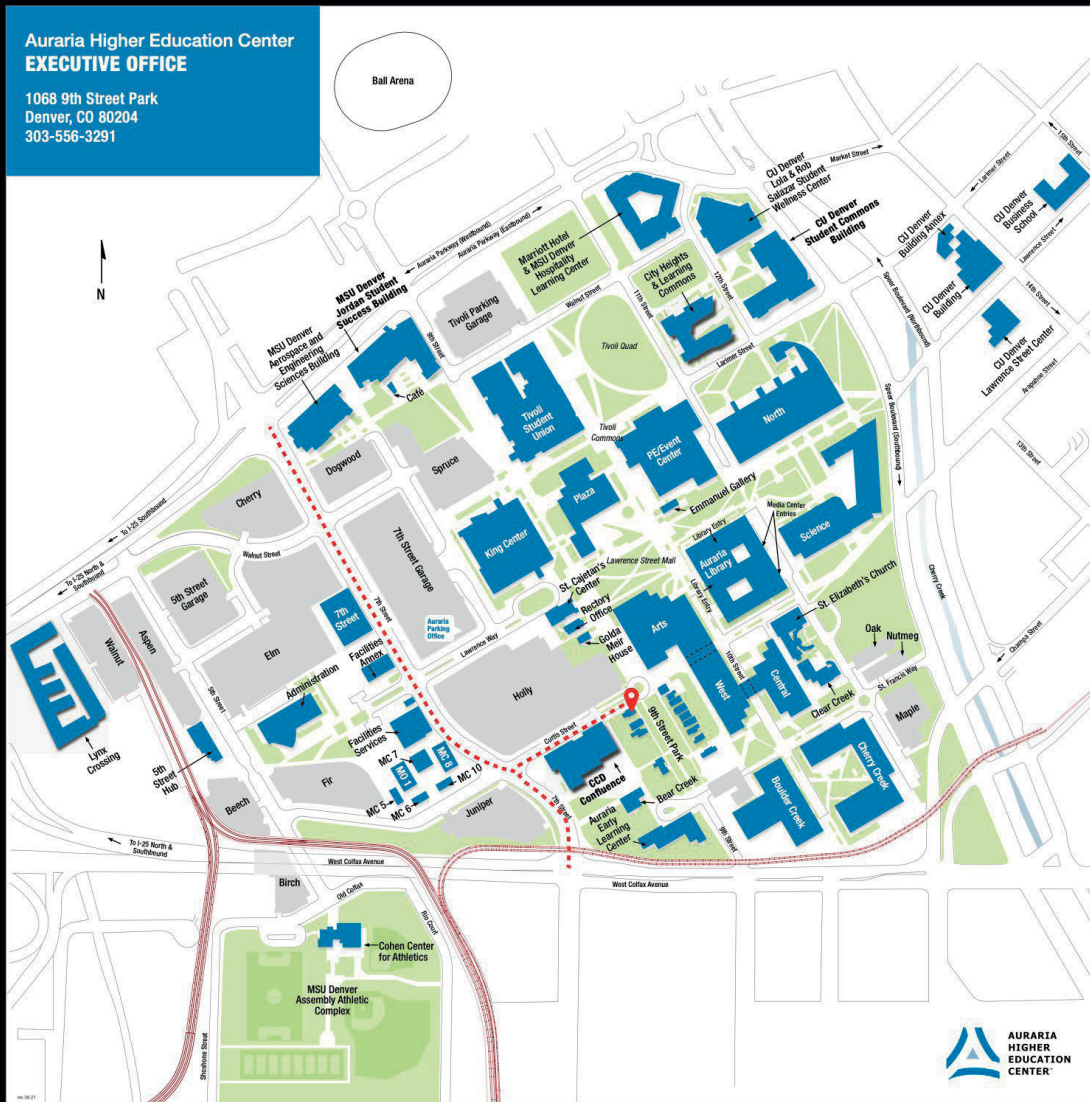 Auraria Higher Education Center
EXECUTIVE OFFICE
1068 9th Street Park
Denver, CO 80204
303-556-3291
Ball Arena
N
15th Street
Market Street
Larimer Street
CU Denver
Lola & Rob
Salazar Student
Wellness Center
CU Denver
Student Commons
Building
CU Denver
Business
School
CU Denver
Building Annex
CU Denver
Building
CU Denver
Lawrence Street Center
Lawrence Street
14th Street
Arapahoe Street
13th Street
Speer Boulevard (Northbound)
Speer Boulevard (Southbound)
Auraria Parkway (Westbound)
Auraria Parkway (Eastbound)
Marriott Hotel
& MSU Denver
Hospitality
Learning Center
City Heights
& Learning
Commons
12th Street
11th Street
Walnut Street
Larimer Street
MSU Denver
Jordan Student
Success Building
MSU Denver
Aerospace and
Engineering
Sciences Building
Tivoli Parking
Garage
9th Street
Café
Tivoli Quad
Tivoli
Student
Union
Tivoli
Commons
PE/Event
Center
North
Dogwood
Spruce
Cherry
To I-25 Southbound
To I-25 North &
Southbound
Walnut Street
King Center
Plaza
Emmanuel Gallery
Media Center
Entries
Library Entry
Auraria
Library
Library Entry
Science
Lawrence Street Mall
7th Street Garage
5th Street
Garage
7th Street
7th
Street
Auraria
Parking
Office
Lawrence Way
St. Cajetan's
Center
Rectory
Office
Golda
Meir
House
Arts
West
10th Street
Central
St. Elizabeth's Church
Clear Creek
Oak
Nutmeg
St. Francis Way
Maple
Cherry Creek
Champa Street
Walnut
Aspen
Elm
Facilities
Annex
Administration
5th Street
Lynx
Crossing
5th
Street
Hub
Holly
Curtis Street
9th Street Park
Facilities
Services
MC 7
MC 8
MC 10
MC 5
MC 6
Fir
Beech
Juniper
7th Street
CCD
Confluence
Bear Creek
Auraria
Early
Learning
Center
9th Street
Boulder Creek
Cherry Creek
To I-25 North &
Southbound
West Colfax Avenue
West Colfax Avenue
Birch
Old Colfax
Rio Court
Cohen Center
for Athletics
MSU Denver
Assembly Athletic
Complex
Shoshone Street
AURARIA
HIGHER
EDUCATION
CENTER